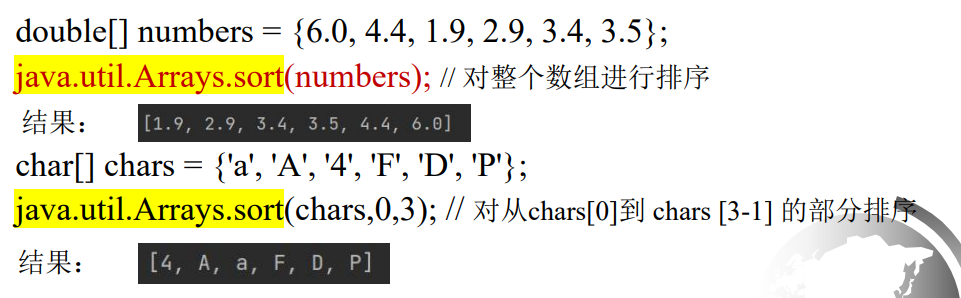 double[] numbers = {6.0, 4.4, 1.9, 2.9, 3.4, 3.5};
java.util.Arrays.sort(numbers); // 对整个数组进行排序
结果： [1.9, 2.9, 3.4, 3.5, 4.4, 6.0]
char[] chars = {'a', 'A', '4', 'F', 'D', 'P'};
java.util.Arrays.sort(chars,0,3); // 对从chars[0]到 chars [3-1] 的部分排序
结果： [4, A, a, F, D, P]